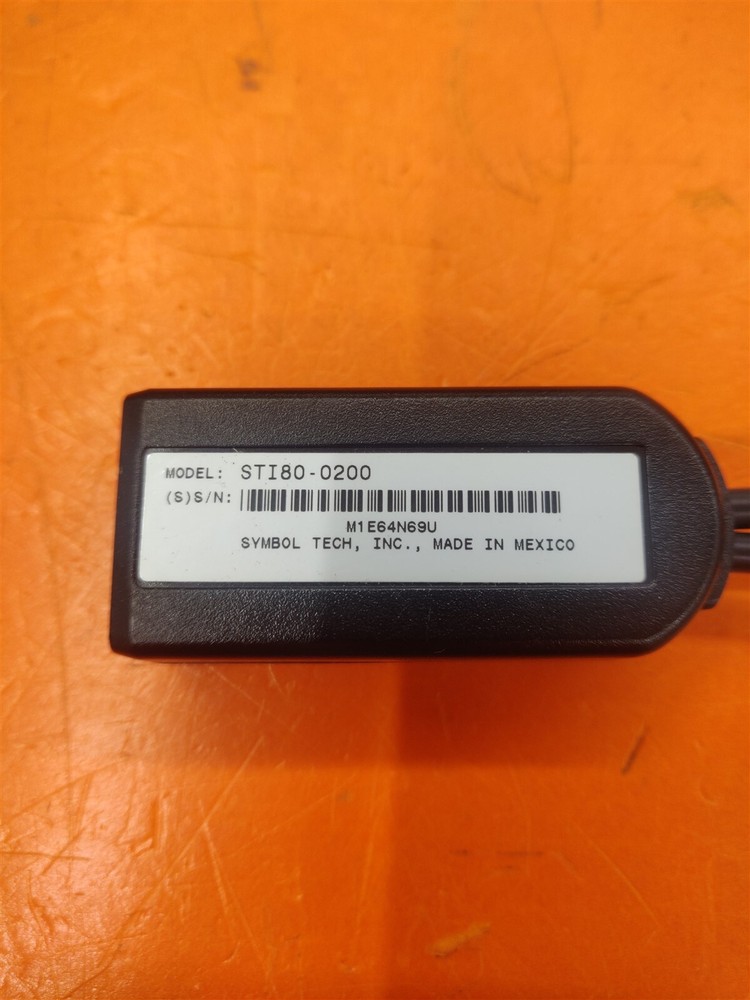 MODEL: STI80-0200
(S)S/N:
M1E64N69U
SYMBOL TECH, INC., MADE IN MEXICO